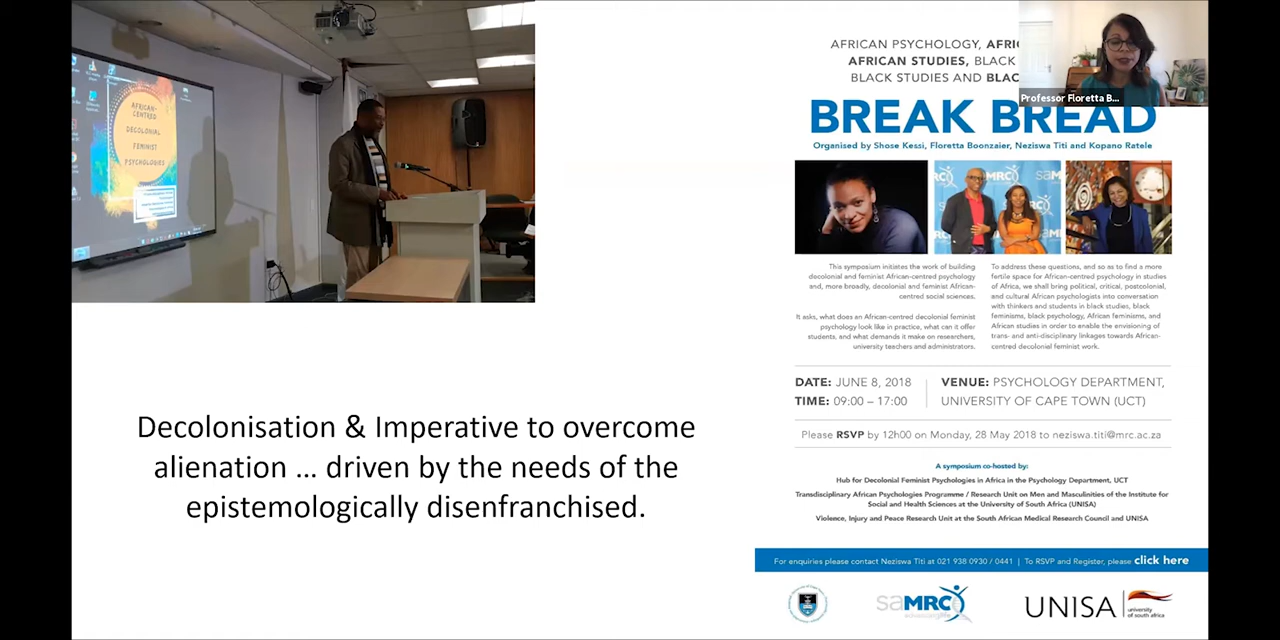 AFRICAN-
CENTRED
DECOLONIAL
FEMINIST
PSYCHOLOGIES
Decolonisation & Imperative to overcome
alienation ... driven by the needs of the
epistemologically disenfranchised.
AFRICAN PSYCHOLOGY,
AFRICAN STUDIES, BLACK
BLACK STUDIES AND
Professor Floretta B...
BREAK BREAD
Organised by Shose Kessi, Floretta Boonzaier, Neziswa Titi and Kopano Ratele
This symposium initiates the work of building
decolonial and feminist African-centred psychology
and, more broadly, decolonial and feminist African-
centred social sciences.
It asks, what does an African-centred decolonial feminist
psychology look like in practice, what can it offer
students, and what demands it make on researchers,
university teachers and administrators.
To address these questions, and so as to find a more
fertile space for African-centred psychology in studies
of Africa, we shall bring political, critical, postcolonial,
and cultural African psychologists into conversation
with thinkers and students in black studies, black
feminisms, black psychology, African feminisms, and
African studies in order to enable the envisioning of
trans- and anti-disciplinary linkages towards African-
centred decolonial feminist work.
DATE: JUNE 8, 2018
TIME: 09:00 – 17:00
VENUE: PSYCHOLOGY DEPARTMENT,
UNIVERSITY OF CAPE TOWN (UCT)
Please RSVP by 12h00 on Monday, 28 May 2018 to neziswa.titi@mrc.ac.za
A symposium co-hosted by:
Hub for Decolonial Feminist Psychologies in Africa in the Psychology Department, UCT
Transdisciplinary African Psychologies Programme / Research Unit on Men and Masculinities of the Institute for
Social and Health Sciences at the University of South Africa (UNISA)
Violence, Injury and Peace Research Unit at the South African Medical Research Council and UNISA
For enquiries please contact Neziswa Titi at 021 938 0930 / 0441 | To RSVP and Register, please click here
saMRC
UNISA
university
of south africa